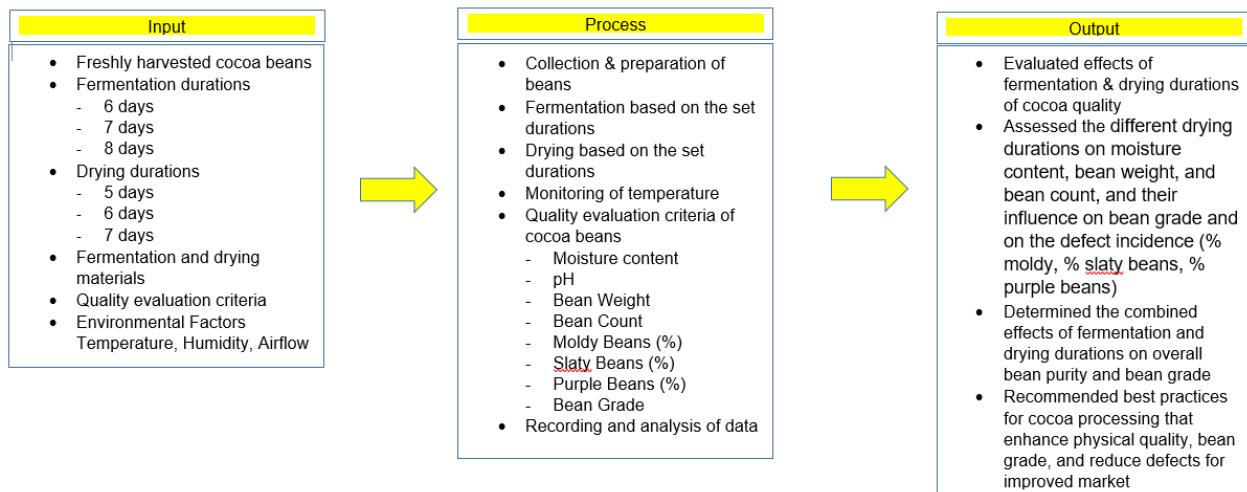 Input
• Freshly harvested cocoa beans
• Fermentation durations
- 6 days
- 7 days
- 8 days
• Drying durations
- 5 days
- 6 days
- 7 days
• Fermentation and drying
materials
• Quality evaluation criteria
• Environmental Factors
Temperature, Humidity, Airflow
Process
• Collection & preparation of
beans
• Fermentation based on the set
durations
• Drying based on the set
durations
• Monitoring of temperature
• Quality evaluation criteria of
cocoa beans
- Moisture content
- pH
- Bean Weight
- Bean Count
- Moldy Beans (%)
- Slaty Beans (%)
- Purple Beans (%)
- Bean Grade
• Recording and analysis of data
Output
• Evaluated effects of
fermentation & drying durations
of cocoa quality
• Assessed the different drying
durations on moisture
content, bean weight, and
bean count, and their
influence on bean grade and
on the defect incidence (%
moldy, % slaty beans, %
purple beans)
• Determined the combined
effects of fermentation and
drying durations on overall
bean purity and bean grade
• Recommended best practices
for cocoa processing that
enhance physical quality, bean
grade, and reduce defects for
improved market